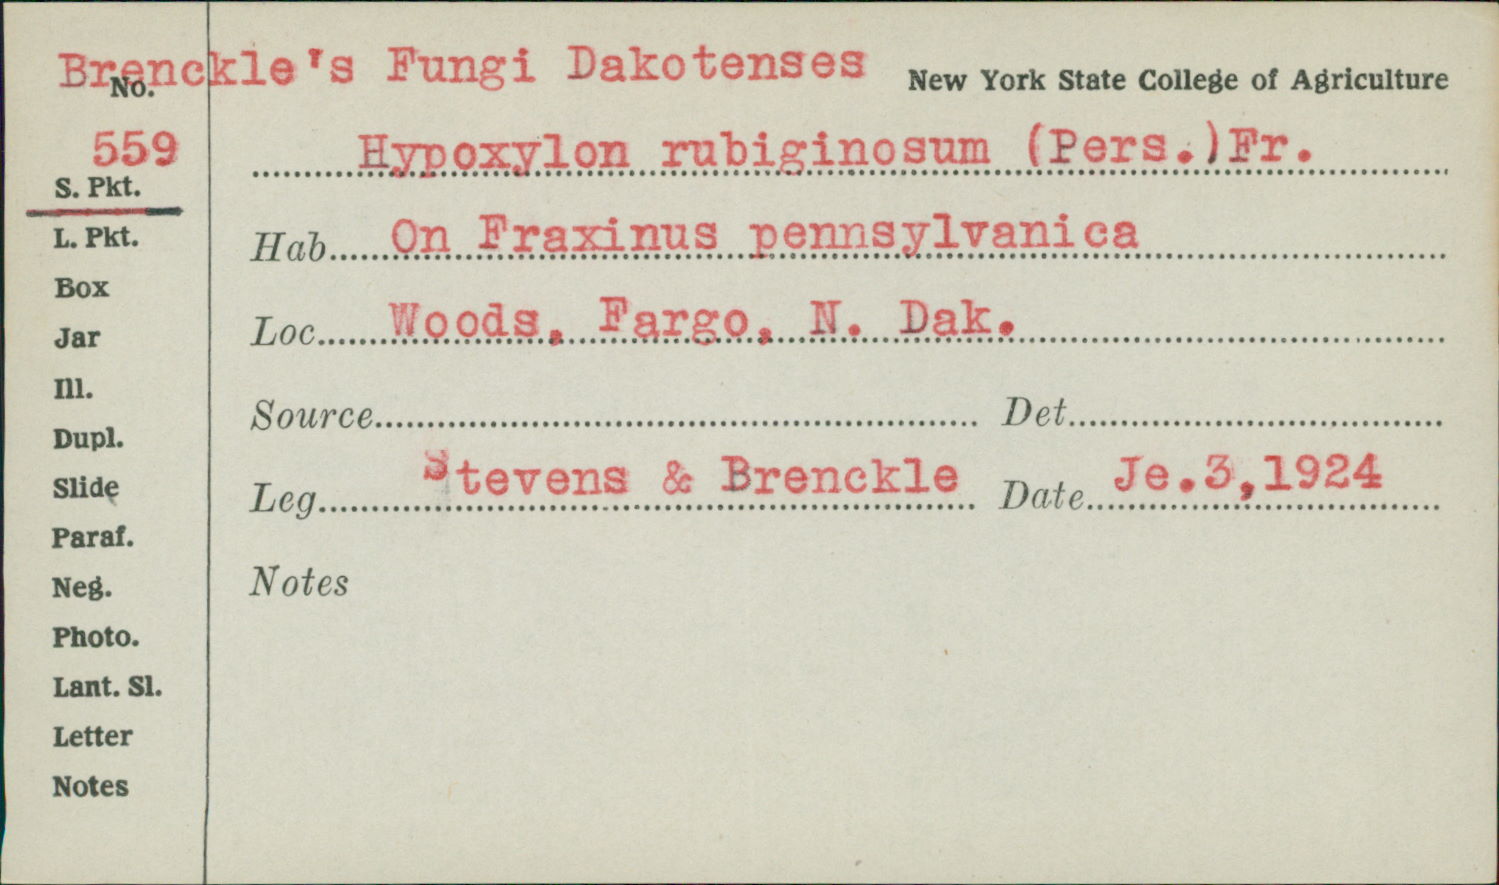 Brenckle's Fungi Dakotenses
New York State College of Agriculture
No.
559
Hypoxylon rubiginosum (Pers.)Fr.
S. Pkt.
L. Pkt.
Hab. On Fraxinus pennsylvanica
Box
Jar
Loc. Woods, Fargo, N. Dak.
Ill.
Dupl.
Source Det.
Slide
Leg. Stevens & Brenckle Date Je.3,1924
Paraf.
Neg.
Notes
Photo.
Lant. Sl.
Letter
Notes